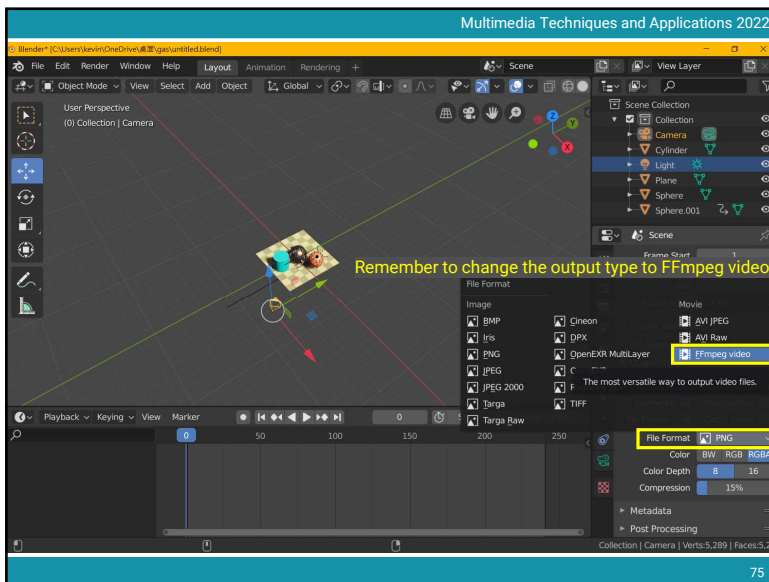 Multimedia Techniques and Applications 2022
Blender* [C:\Users\kevin\OneDrive\桌面\gas\untitled.blend]
File Edit Render Window Help Layout Animation Rendering + Scene View Layer
Object Mode View Select Add Object Global
User Perspective
(0) Collection | Camera
Z
Y
X
Scene Collection
Collection
Camera
Cylinder
Light
Plane
Sphere
Sphere.001
Scene
Frame Start 1
Remember to change the output type to FFmpeg video
File Format
Image Movie
BMP Cineon AVI JPEG
Iris DPX AVI Raw
PNG OpenEXR MultiLayer FFmpeg video
JPEG
JPEG 2000 The most versatile way to output video files.
Targa TIFF
Targa Raw
Playback Keying View Marker 0
0 50 100 150 200 250
File Format PNG
Color BW RGB RGBA
Color Depth 8 16
Compression 15%
Metadata
Post Processing
Collection | Camera | Verts:5,289 | Faces:5,2
75